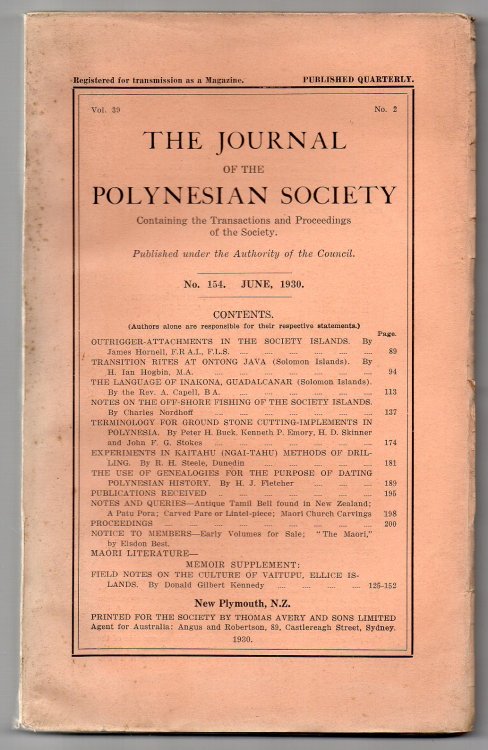 Registered for transmission as a Magazine. PUBLISHED QUARTERLY.
Vol. 39 No. 2
THE JOURNAL
OF THE
POLYNESIAN SOCIETY
Containing the Transactions and Proceedings
of the Society.
Published under the Authority of the Council.
No. 154. JUNE, 1930.
CONTENTS.
(Authors alone are responsible for their respective statements.)
Page.
OUTRIGGER-ATTACHMENTS IN THE SOCIETY ISLANDS. By
James Hornell, F.R.A.I., F.L.S. .... .... .... .... .... 89
TRANSITION RITES AT ONTONG JAVA (Solomon Islands). By
H. Ian Hogbin, M.A. .... .... .... .... .... .... 94
THE LANGUAGE OF INAKONA, GUADALCANAR (Solomon Islands).
By the Rev. A. Capell, B.A. .... .... .... .... .... 113
NOTES ON THE OFF-SHORE FISHING OF THE SOCIETY ISLANDS.
By Charles Nordhoff .... .... .... .... .... .... 137
TERMINOLOGY FOR GROUND STONE CUTTING-IMPLEMENTS IN
POLYNESIA. By Peter H. Buck, Kenneth P. Emory, H. D. Skinner
and John F. G. Stokes .... .... .... .... .... 174
EXPERIMENTS IN KAITAHU (NGAI-TAHU) METHODS OF DRIL-
LING. By R. H. Steele, Dunedin .... .... .... .... 181
THE USE OF GENEALOGIES FOR THE PURPOSE OF DATING
POLYNESIAN HISTORY. By H. J. Fletcher .... .... .... 189
PUBLICATIONS RECEIVED .... .... .... .... .... .... 195
NOTES AND QUERIES—Antique Tamil Bell found in New Zealand;
A Patu Pora; Carved Pare or Lintel-piece; Maori Church Carvings 198
PROCEEDINGS .... .... .... .... .... .... .... 200
NOTICE TO MEMBERS—Early Volumes for Sale; "The Maori,"
by Elsdon Best.
MAORI LITERATURE—
MEMOIR SUPPLEMENT:
FIELD NOTES ON THE CULTURE OF VAITUPU, ELLICE IS-
LANDS. By Donald Gilbert Kennedy .... .... .... .... 125-152
New Plymouth, N.Z.
PRINTED FOR THE SOCIETY BY THOMAS AVERY AND SONS LIMITED
Agent for Australia: Angus and Robertson, 89, Castlereagh Street, Sydney.
1930.